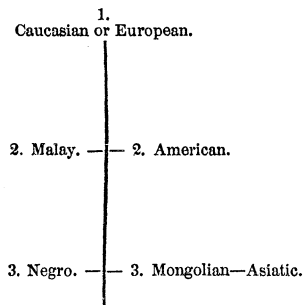 1.
Caucasian or European.
2. Malay. 2. American.
3. Negro. 3. Mongolian—Asiatic.